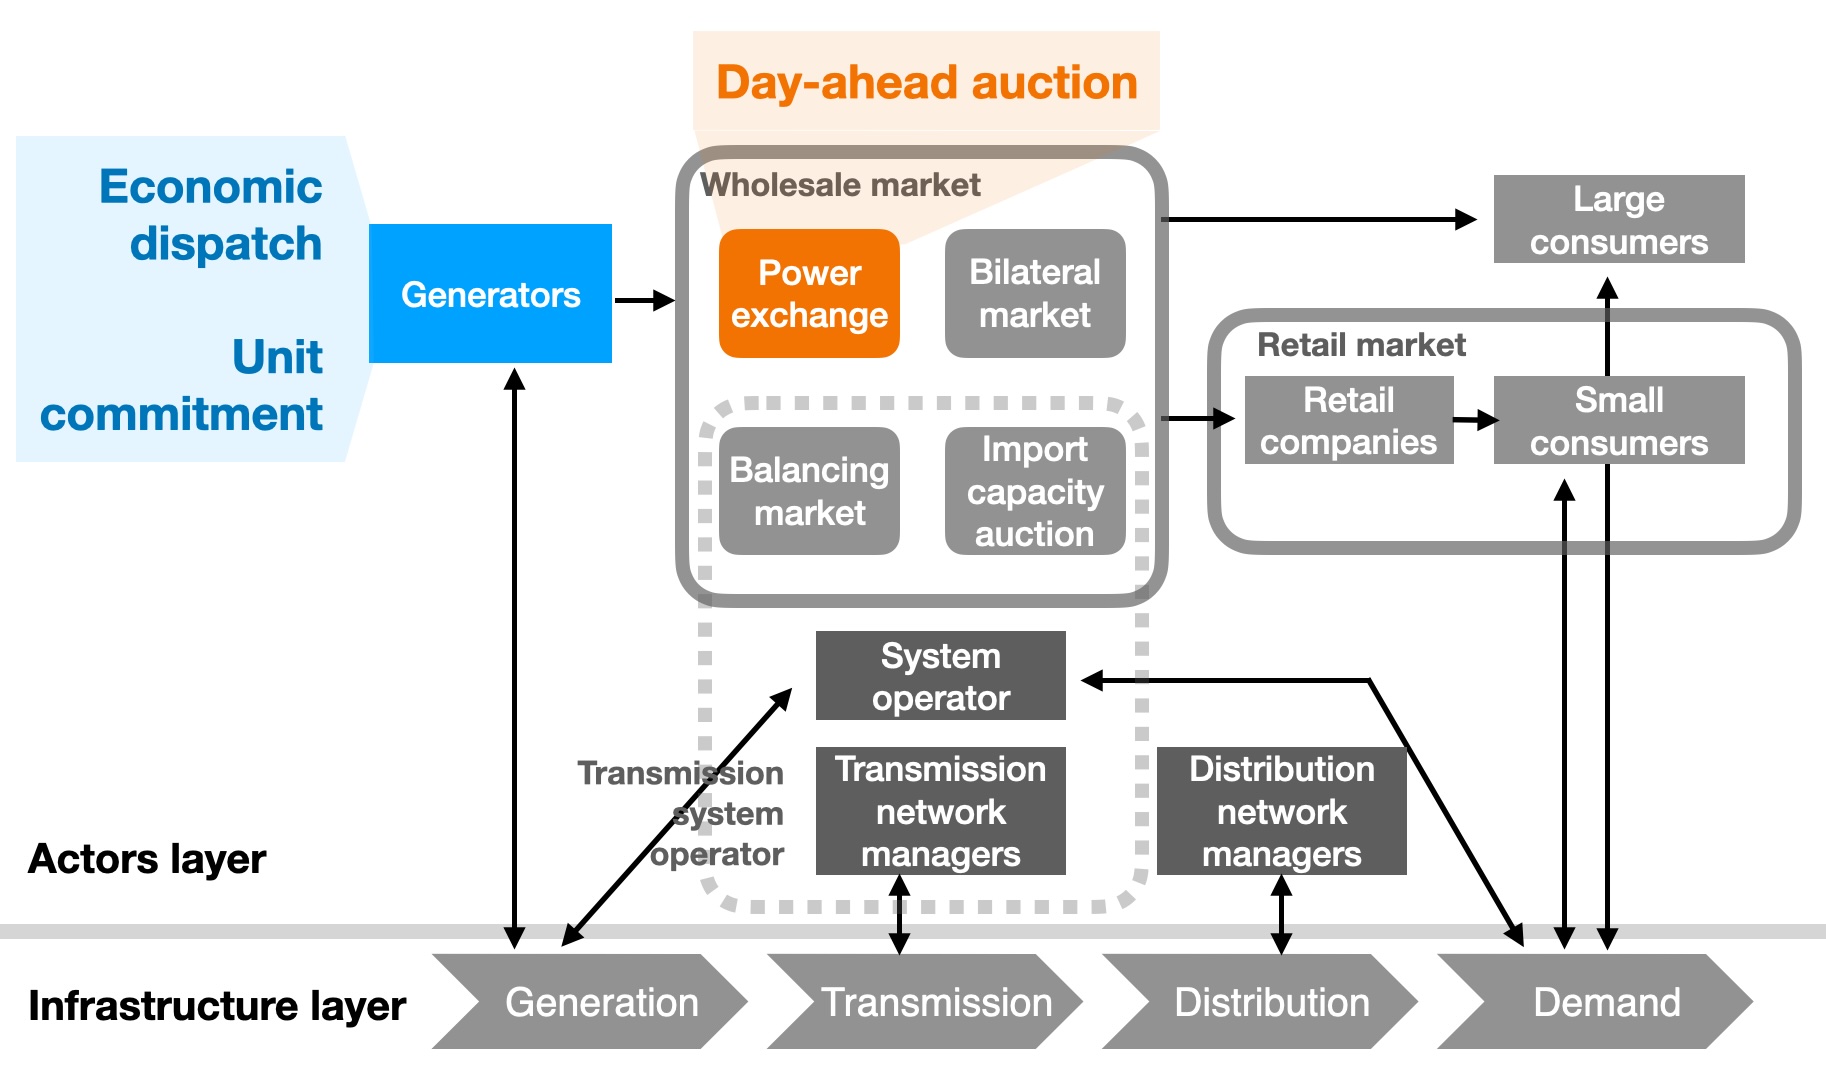 Day-ahead auction
Economic
dispatch
Unit
commitment
Generators
Wholesale market
Power
exchange
Bilateral
market
Balancing
market
Import
capacity
auction
Large
consumers
Retail market
Retail
companies
Small
consumers
System
operator
Transmission
system
operator
Transmission
network
managers
Distribution
network
managers
Actors layer
Infrastructure layer
Generation
Transmission
Distribution
Demand